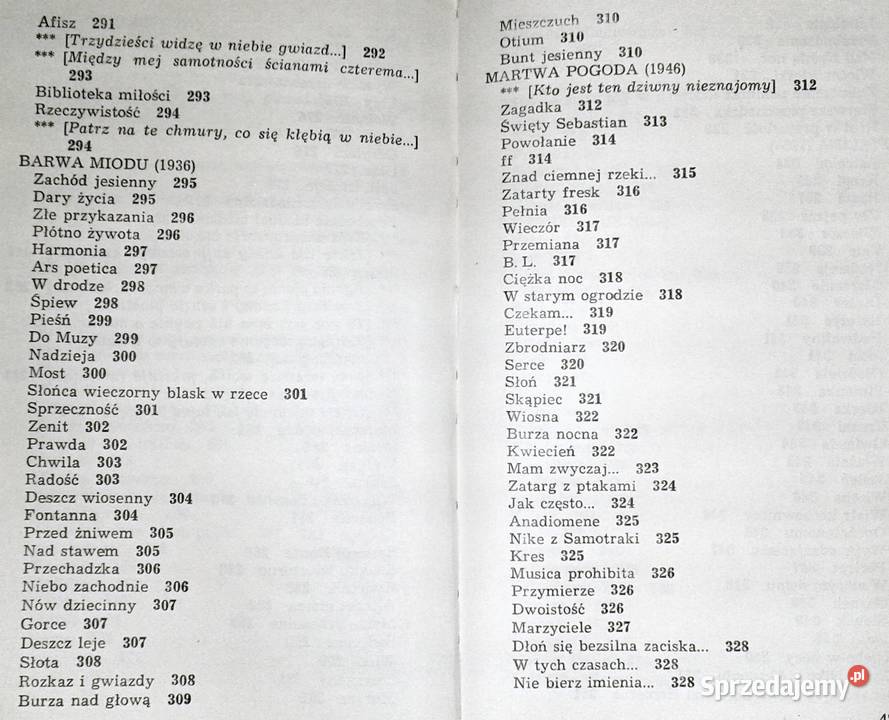 Afisz 291
*** [Trzydzieści widzę w niebie gwiazd...] 292
*** [Między mej samotności ścianami czterema...]
293
Biblioteka miłości 293
Rzeczywistość 294
*** [Patrz na te chmury, co się kłębią w niebie...]
294
BARWA MIODU (1936)
Zachód jesienny 295
Dary życia 295
Złe przykazania 296
Płótno żywota 296
Harmonia 297
Ars poetica 297
W drodze 298
Śpiew 298
Pieśń 299
Do Muzy 299
Nadzieja 300
Most 300
Słońca wieczorny blask w rzece 301
Sprzeczność 301
Zenit 302
Prawda 302
Chwila 303
Radość 303
Deszcz wiosenny 304
Fontanna 304
Przed żniwem 305
Nad stawem 305
Przechadzka 306
Niebo zachodnie 306
Nów dziecinny 307
Gorce 307
Deszcz leje 307
Słota 308
Rozkaz i gwiazdy 308
Burza nad głową 309
Mieszczuch 310
Otium 310
Bunt jesienny 310
MARTWA POGODA (1946)
*** [Kto jest ten dziwny nieznajomy] 312
Zagadka 312
Święty Sebastian 313
Powołanie 314
ff 314
Znad ciemnej rzeki... 315
Zatarty fresk 316
Pełnia 316
Wieczór 317
Przemiana 317
B. L. 317
Ciężka noc 318
W starym ogrodzie 318
Czekam... 319
Euterpe! 319
Zbrodniarz 320
Serce 320
Słoń 321
Skąpiec 321
Wiosna 322
Burza nocna 322
Kwiecień 322
Mam zwyczaj... 323
Zatarg z ptakami 324
Jak często... 324
Anadiomene 325
Nike z Samotraki 325
Kres 325
Musica prohibita 326
Przymierze 326
Dwoistość 326
Marzyciele 327
Dłoń się bezsilna zaciska... 328
W tych czasach... 328
Nie bierz imienia... 328
Sprzedajemy.pl